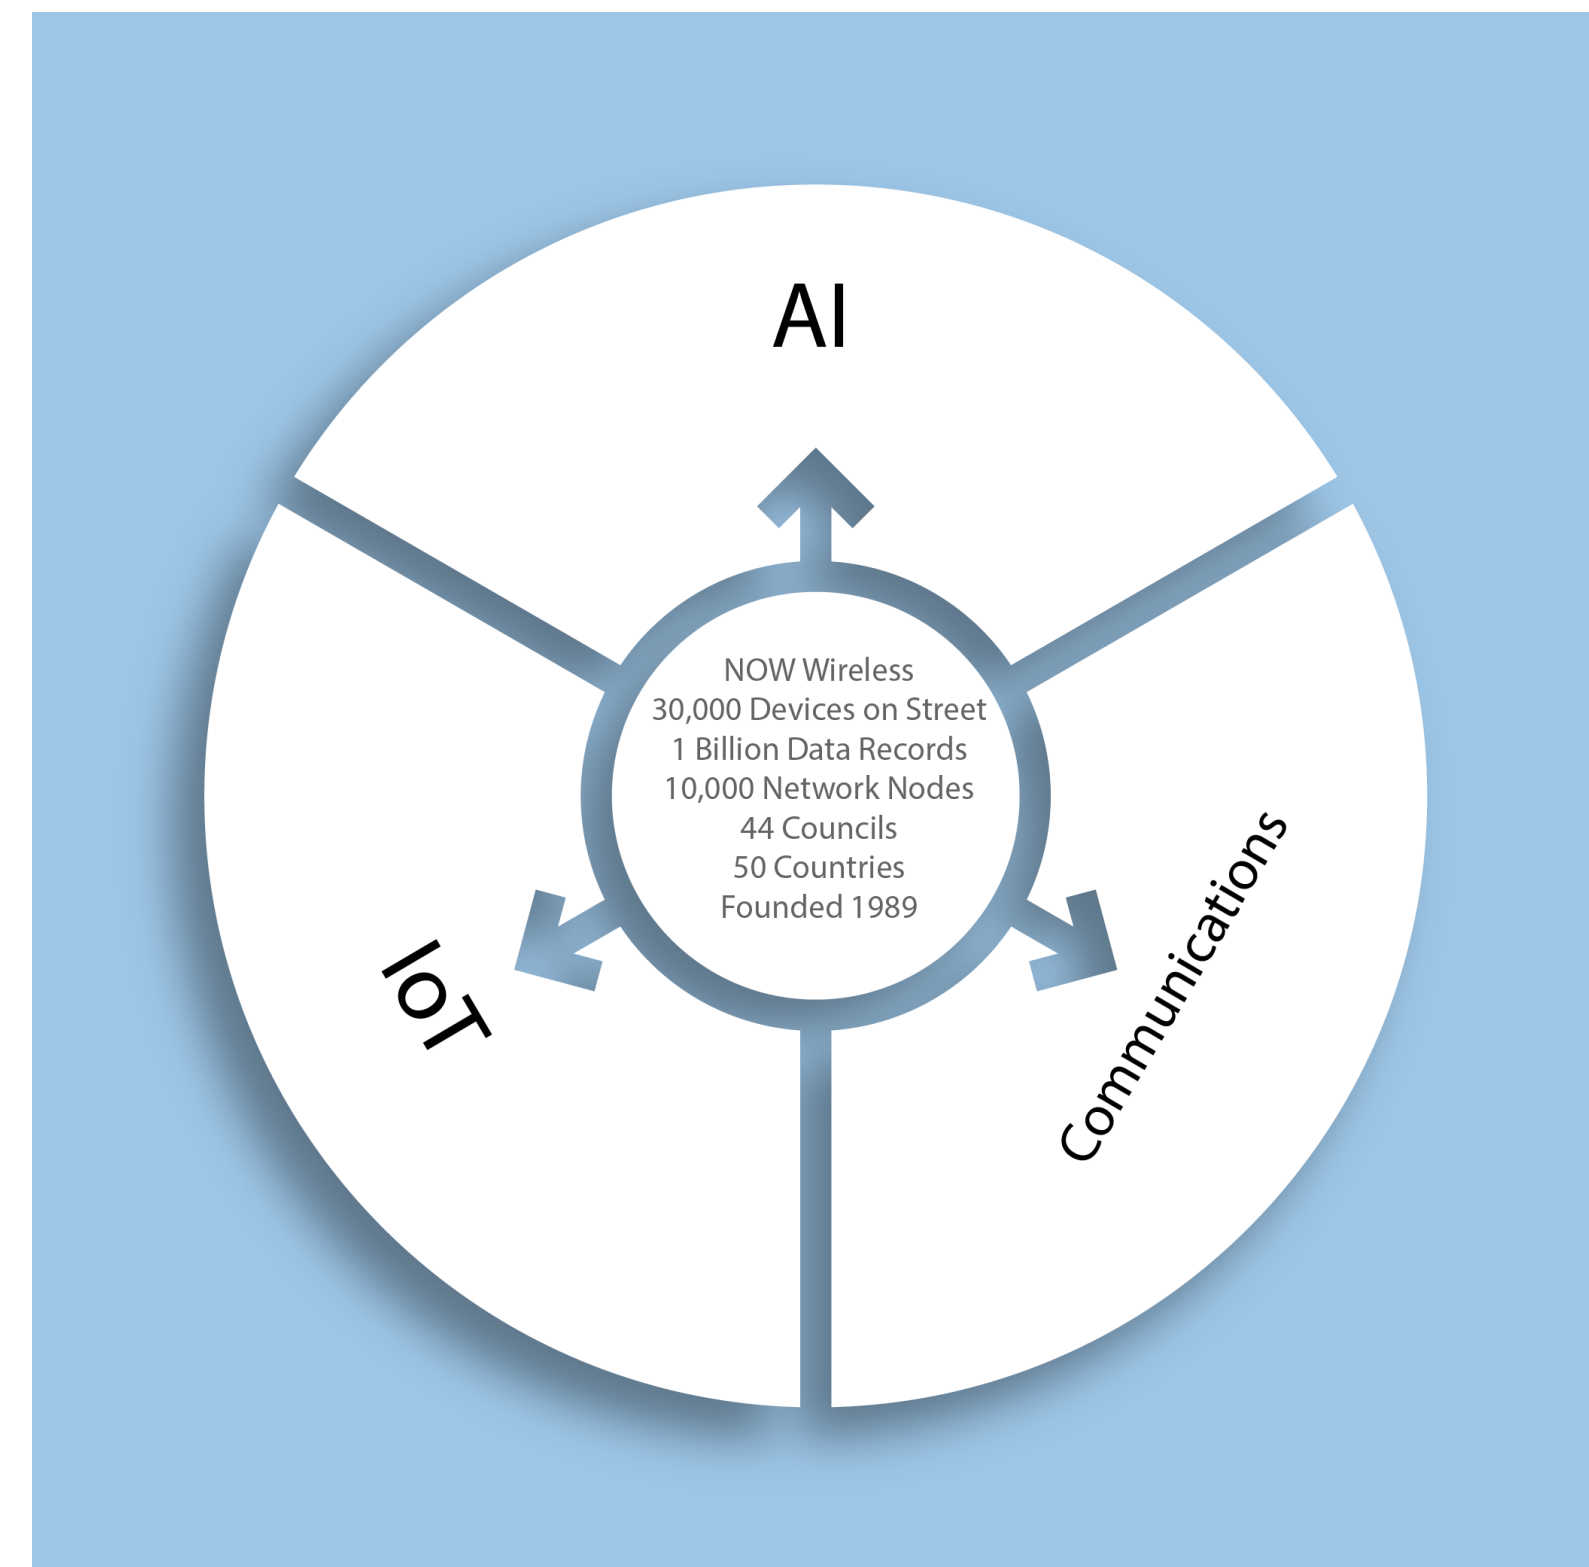 AI
NOW Wireless
30,000 Devices on Street
1 Billion Data Records
10,000 Network Nodes
44 Councils
50 Countries
Founded 1989
IoT
Communications